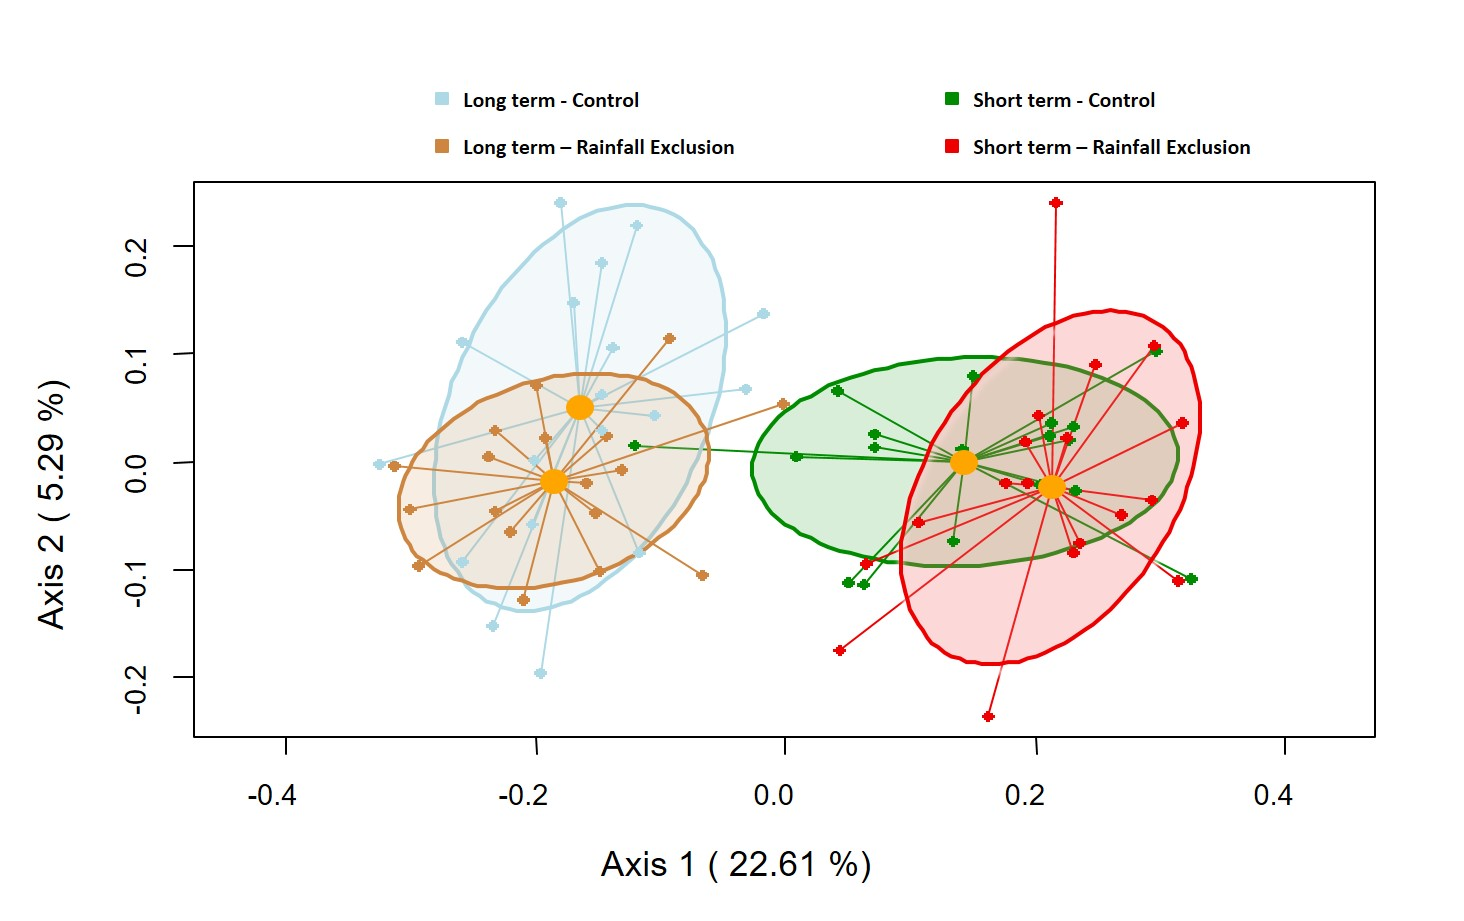 Long term - Control
Short term - Control
Long term – Rainfall Exclusion
Short term – Rainfall Exclusion
0.2
0.1
0.0
-0.1
-0.2
Axis 2 ( 5.29 %)
-0.4
-0.2
0.0
0.2
0.4
Axis 1 ( 22.61 %)